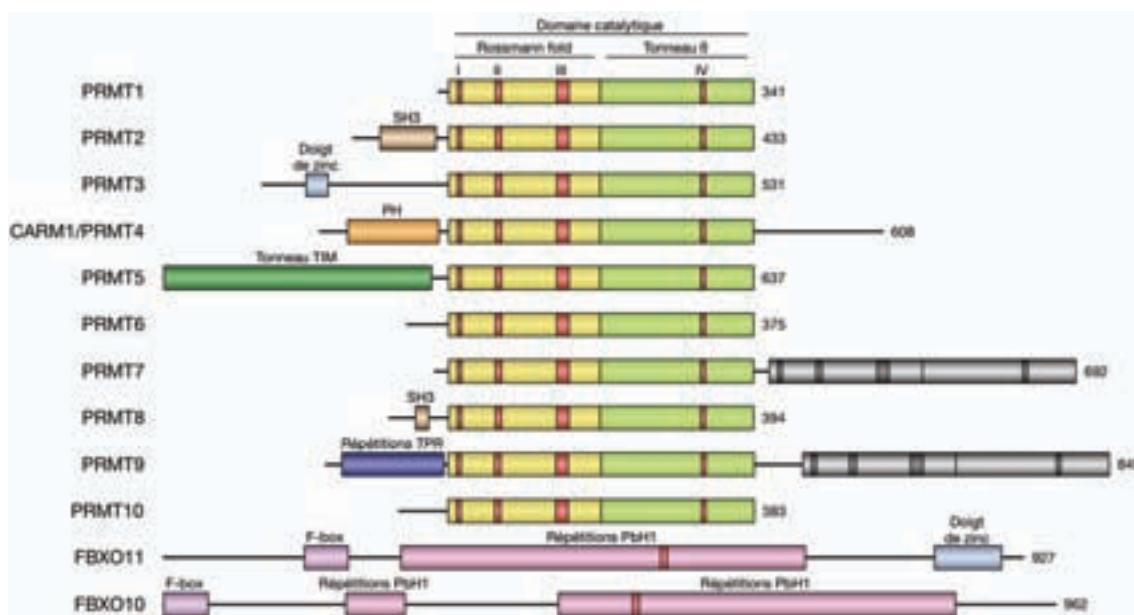 Domaine catalytique
Rossmann fold Tonneau ß
I II III IV
PRMT1 341
SH3
PRMT2 433
Doigt
de zinc
PRMT3 531
PH
CARM1/PRMT4 608
Tonneau TIM
PRMT5 637
PRMT6 375
PRMT7 692
SH3
PRMT8 394
Répétitions TPR
PRMT9
PRMT10 383
F-box Répétitions PbH1 Doigt
de zinc
FBXO11 927
F-box Répétitions PbH1 Répétitions PbH1
FBXO10 962